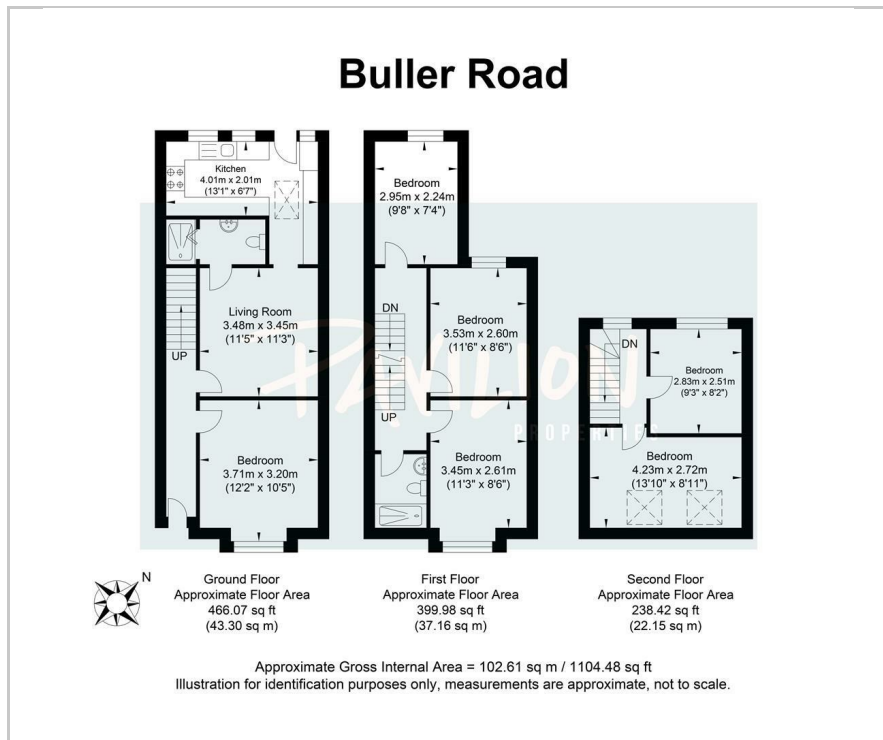 Buller Road
Kitchen
4.01m x 2.01m
(13'1" x 6'7")
Living Room
3.48m x 3.45m
(11'5" x 11'3")
UP
Bedroom
3.71m x 3.20m
(12'2" x 10'5")
Bedroom
2.95m x 2.24m
(9'8" x 7'4")
DN
Bedroom
3.53m x 2.60m
(11'6" x 8'6")
UP
Bedroom
3.45m x 2.61m
(11'3" x 8'6")
DN
Bedroom
2.83m x 2.51m
(9'3" x 8'2")
Bedroom
4.23m x 2.72m
(13'10" x 8'11")
PAVILION
PROPERTIES
N
Ground Floor
Approximate Floor Area
466.07 sq ft
(43.30 sq m)
First Floor
Approximate Floor Area
399.98 sq ft
(37.16 sq m)
Second Floor
Approximate Floor Area
238.42 sq ft
(22.15 sq m)
Approximate Gross Internal Area = 102.61 sq m / 1104.48 sq ft
Illustration for identification purposes only, measurements are approximate, not to scale.